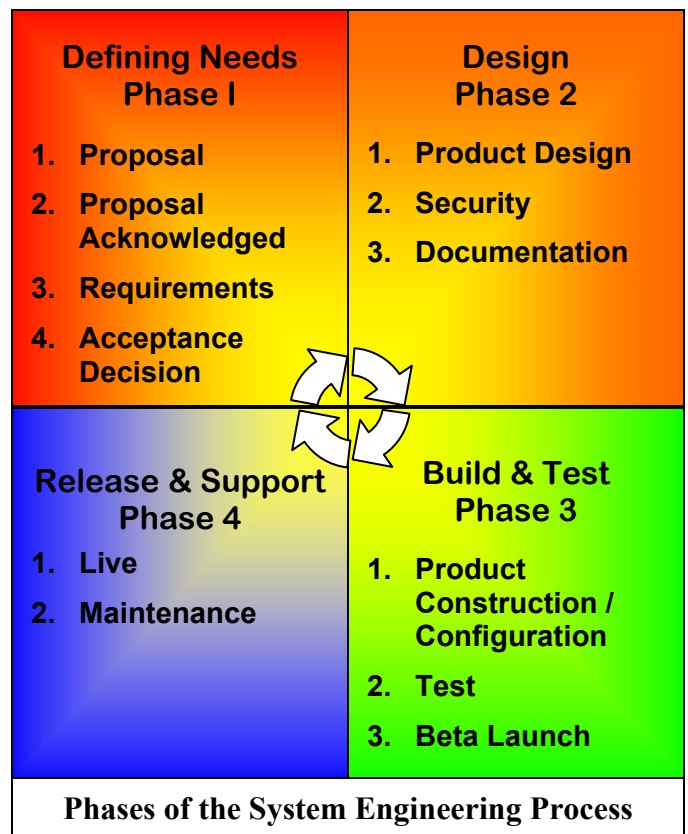 Defining Needs
Phase I
1. Proposal
2. Proposal
Acknowledged
3. Requirements
4. Acceptance
Decision
Design
Phase 2
1. Product Design
2. Security
3. Documentation
Release & Support
Phase 4
1. Live
2. Maintenance
Build & Test
Phase 3
1. Product
Construction /
Configuration
2. Test
3. Beta Launch
Phases of the System Engineering Process